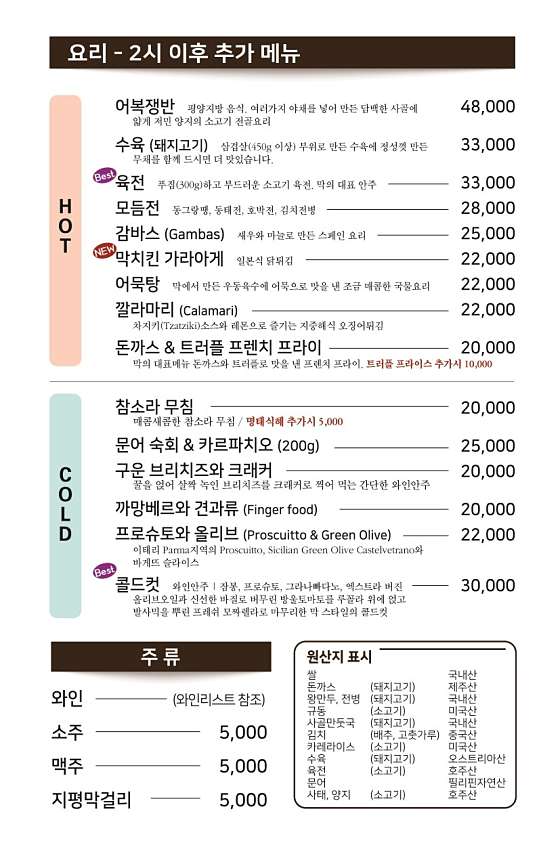 요리 - 2시 이후 추가 메뉴
HOT
어복쟁반 평양지방 음식. 여러가지 야채를 넣어 만든 담백한 사골에 48,000
얇게 저민 양지의 소고기 전골요리
수육 (돼지고기) 삼겹살(450g 이상) 부위로 만든 수육에 정성껏 만든 33,000
무채를 함께 드시면 더 맛있습니다.
Best
육전 푸짐(300g)하고 부드러운 소고기 육전. 막의 대표 안주 33,000
모듬전 동그랑땡, 동태전, 호박전, 김치전병 28,000
감바스 (Gambas) 새우와 마늘로 만든 스페인 요리 25,000
NEW
막치킨 가라아게 일본식 닭튀김 22,000
어묵탕 막에서 만든 우동육수에 어묵으로 맛을 낸 조금 매콤한 국물요리 22,000
깔라마리 (Calamari) 22,000
차지키(Tzatziki)소스와 레몬으로 즐기는 지중해식 오징어튀김
돈까스 & 트러플 프렌치 프라이 20,000
막의 대표메뉴 돈까스와 트러플로 맛을 낸 프렌치 프라이. 트러플 프라이스 추가시 10,000
COLD
참소라 무침 20,000
매콤새콤한 참소라 무침 / 명태식혜 추가시 5,000
문어 숙회 & 카르파치오 (200g) 25,000
구운 브리치즈와 크래커 20,000
꿀을 얹어 살짝 녹인 브리치즈를 크래커로 찍어 먹는 간단한 와인안주
까망베르와 견과류 (Finger food) 20,000
프로슈토와 올리브 (Proscuitto & Green Olive) 22,000
이태리 Parma지역의 Proscuitto, Sicilian Green Olive Castelvetrano와
바게뜨 슬라이스
Best
콜드컷 와인안주 | 잠봉, 프로슈토, 그라나빠다노, 엑스트라 버진 30,000
올리브오일과 신선한 바질로 버무린 방울토마토를 루꼴라 위에 얹고
발사믹을 뿌린 프레쉬 모짜렐라로 마무리한 막 스타일의 콜드컷
주 류
와인 (와인리스트 참조)
소주 5,000
맥주 5,000
지평막걸리 5,000
원산지 표시
쌀 국내산
돈까스 (돼지고기) 제주산
왕만두, 전병 (돼지고기) 국내산
규동 (소고기) 미국산
사골만둣국 (돼지고기) 국내산
김치 (배추, 고춧가루) 중국산
카레라이스 (소고기) 미국산
수육 (돼지고기) 오스트리아산
육전 (소고기) 호주산
문어 필리핀자연산
사태, 양지 (소고기) 호주산